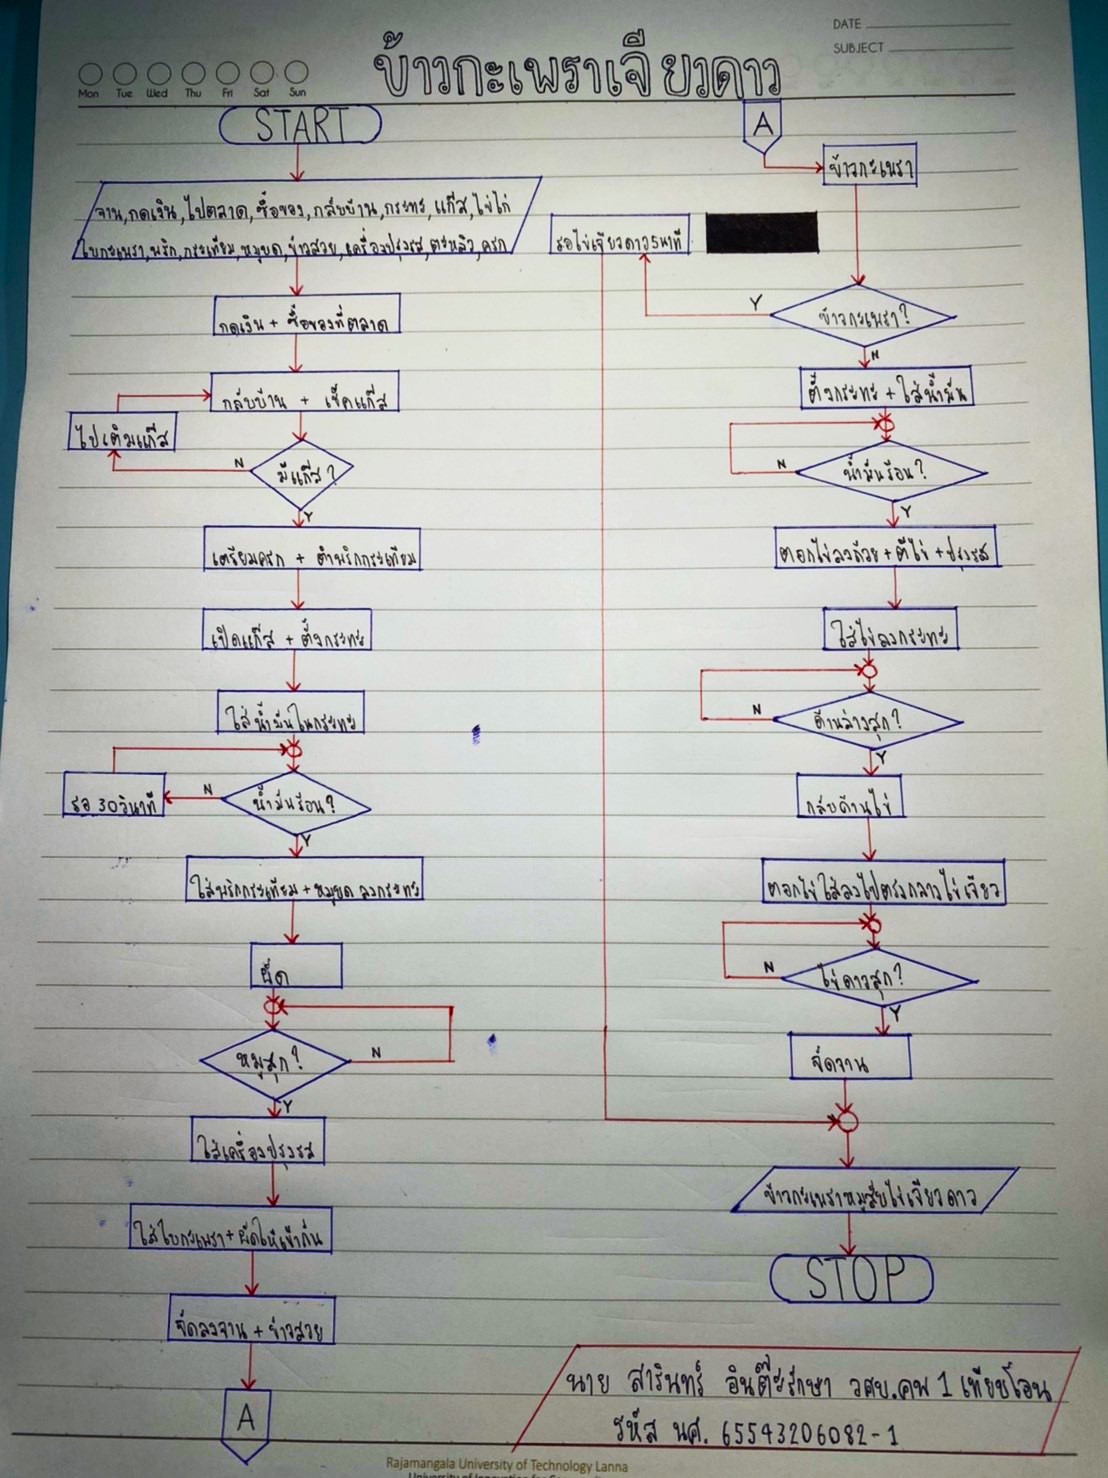 DATE
SUBJECT
ข้าวกะเพราเจียวดาว
Mon Tue Wed Thu Fri Sat Sun
START
จาน,กดเงิน,ไปตลาด,ซื้อของ,กลับบ้าน,กระทะ,แก๊ส,ไข่ไก่
ใบกะเพรา,พริก,กระเทียม,หมูบด,ข้าวสวย,เครื่องปรุงรส,ตะหลิว,ครก
กดเงิน + ซื้อของที่ตลาด
กลับบ้าน + เช็คแก๊ส
ไปเติมแก๊ส
N
มีแก๊ส?
Y
เตรียมครก + ตำพริกกระเทียม
เปิดแก๊ส + ตั้งกระทะ
ใส่น้ำมันในกระทะ
รอ 30 วินาที
N
น้ำมันร้อน?
Y
ใส่พริกกระเทียม + หมูบด ลงกระทะ
ผัด
หมูสุก?
N
Y
ใส่เครื่องปรุงรส
ใส่ใบกะเพรา + ผัดให้เข้ากัน
จัดลงจาน + ข้าวสวย
A
A
ข้าวกะเพรา
รอไข่เจียวดาว 5 นาที
Y
ข้าวกะเพรา?
N
ตั้งกระทะ + ใส่น้ำมัน
N
น้ำมันร้อน?
Y
ตอกไข่ลงถ้วย + ตีไข่ + ปรุงรส
ใส่ไข่ลงกระทะ
N
ด้านล่างสุก?
Y
กลับด้านไข่
ตอกไข่ใส่ลงไปตรงกลางไข่เจียว
N
ไข่ดาวสุก?
Y
จัดจาน
ข้าวกะเพราหมูสับไข่เจียวดาว
STOP
นาย สารินทร์ อินต๊ะรักษา วศบ.คพ 1 เทียบโอน
รหัส นศ. 65543206082-1
Rajamangala University of Technology Lanna